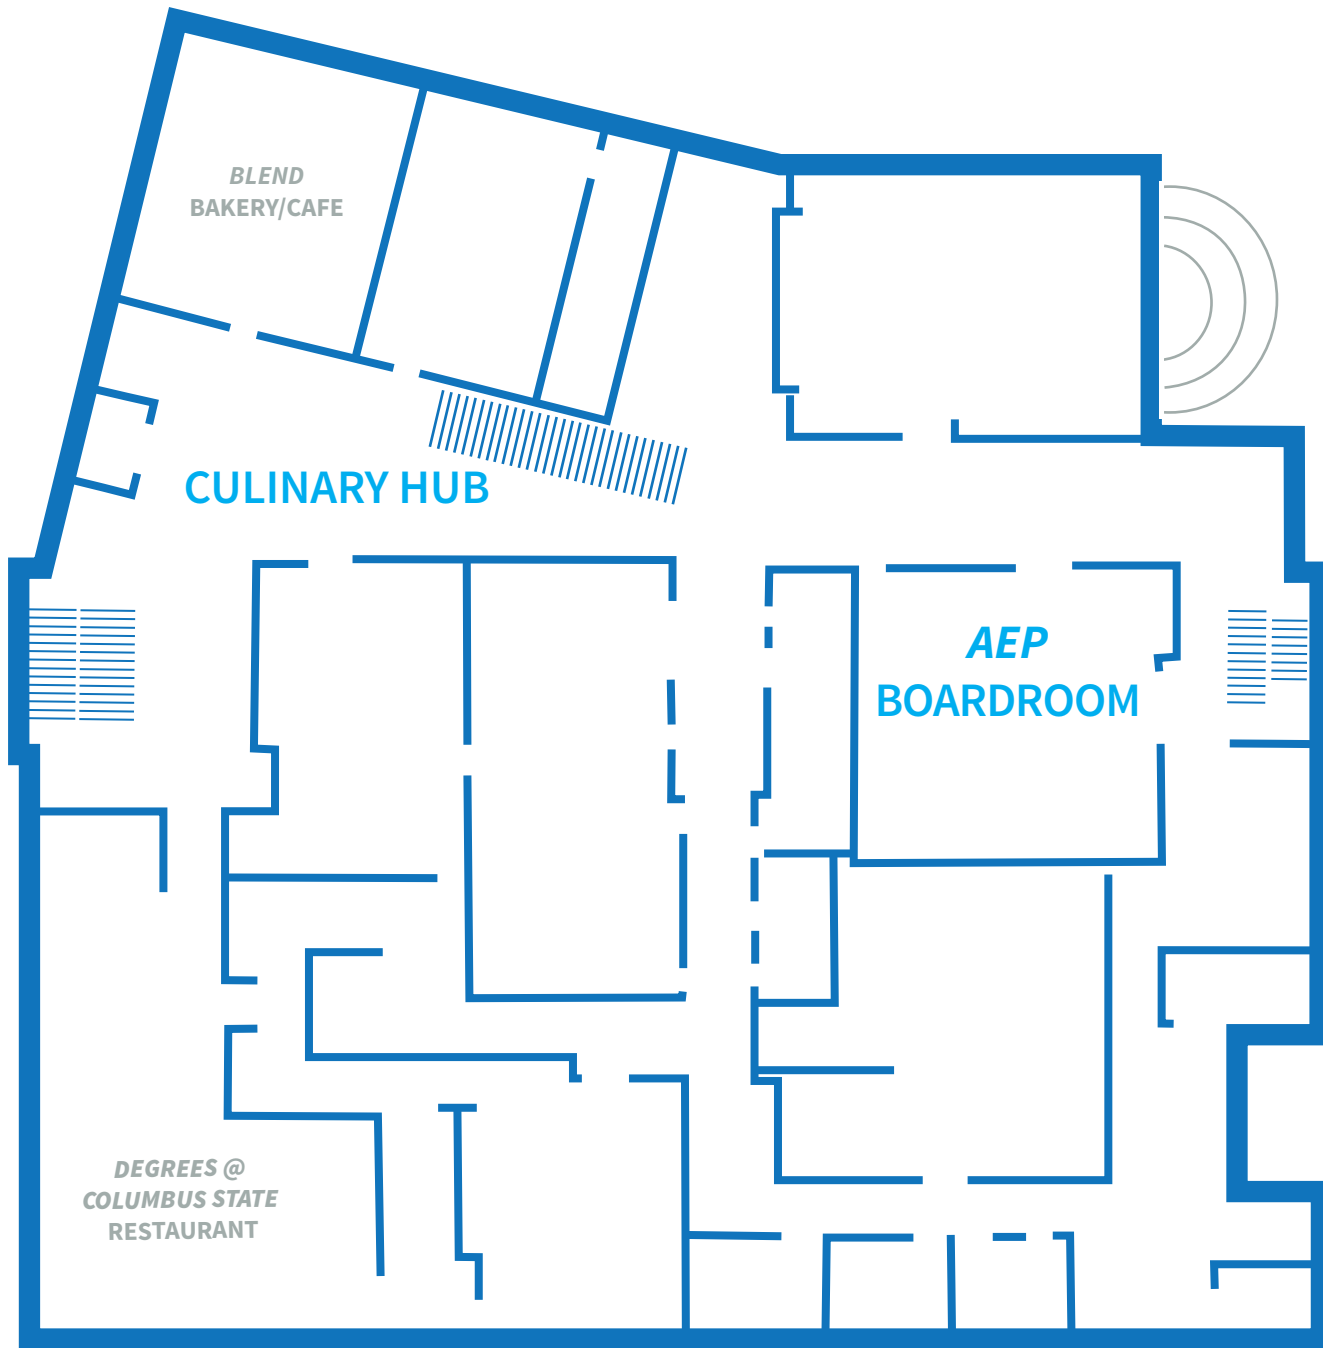 BLEND
BAKERY/CAFE
CULINARY HUB
AEP
BOARDROOM
DEGREES @
COLUMBUS STATE
RESTAURANT